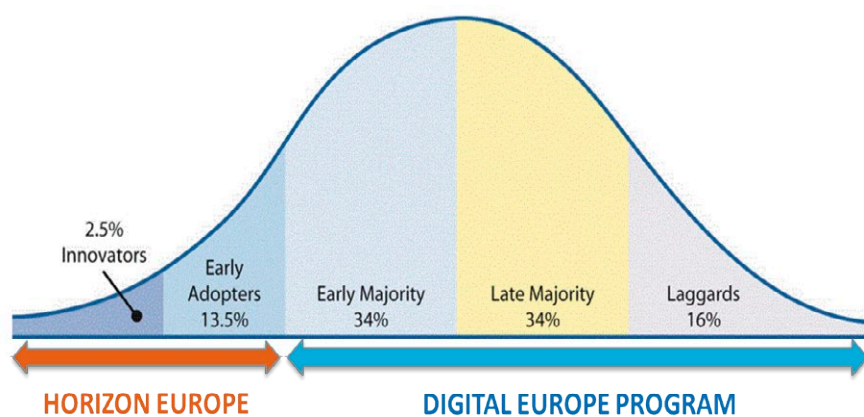 2.5%
Innovators
Early
Adopters
13.5%
Early Majority
34%
Late Majority
34%
Laggards
16%
HORIZON EUROPE
DIGITAL EUROPE PROGRAM